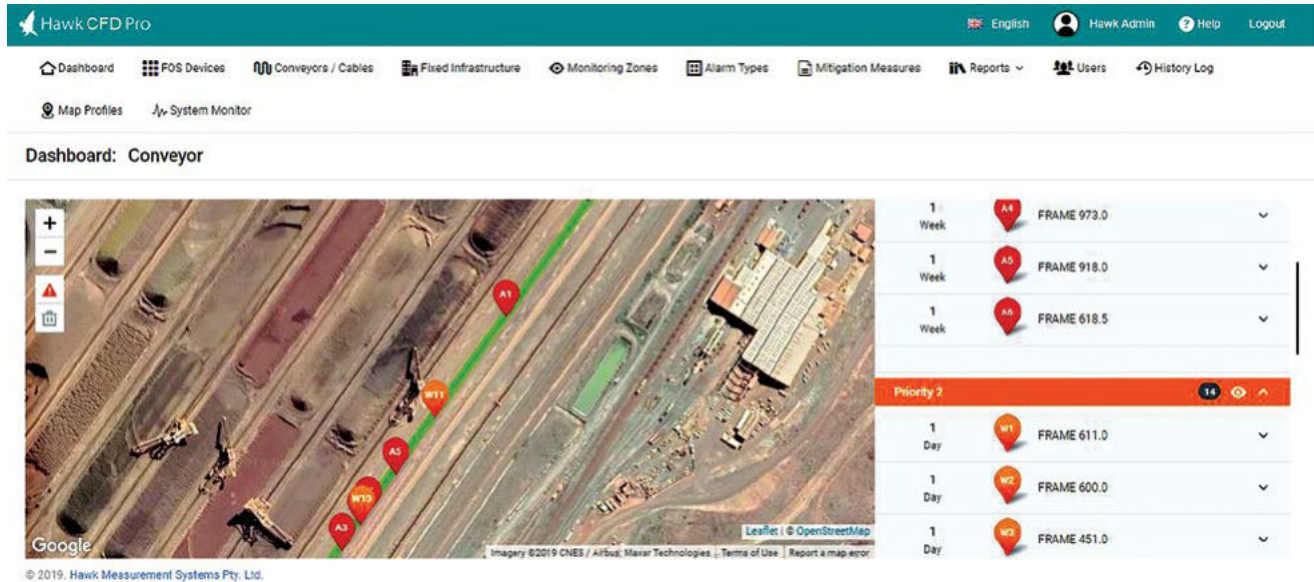 Hawk CFD Pro English Hawk Admin ? Help Logout
Dashboard FOS Devices Conveyors / Cables Fixed Infrastructure Monitoring Zones Alarm Types Mitigation Measures Reports Users History Log
Map Profiles System Monitor
Dashboard: Conveyor
+
−
A1
W11
A5
W10
A3
Google
Leaflet | © OpenStreetMap
Imagery ©2019 CNES / Airbus, Maxar Technologies Terms of Use Report a map error
1 Week A4 FRAME 973.0
1 Week A5 FRAME 918.0
1 Week A6 FRAME 618.5
Priority 2 14
1 Day W1 FRAME 611.0
1 Day W2 FRAME 600.0
1 Day W3 FRAME 451.0
© 2019. Hawk Measurement Systems Pty. Ltd.